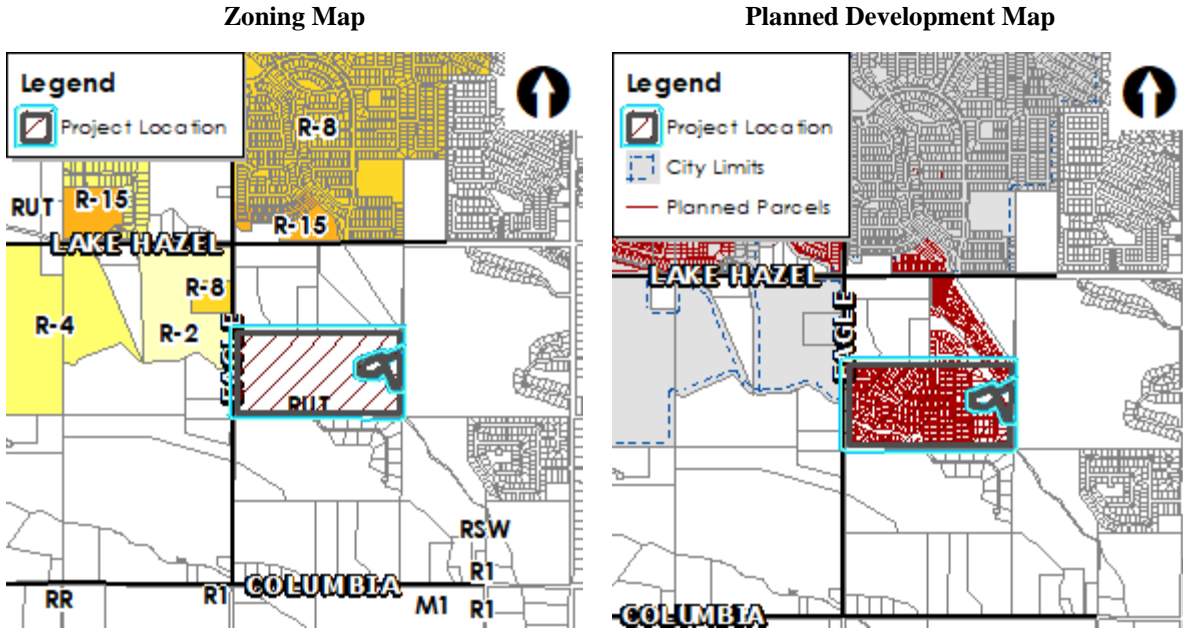 Zoning Map
Legend
Project Location
R-8
RUT
R-15
R-15
LAKE HAZEL
R-8
R-4
R-2
EAGLE
RUT
RSW
R1
COLUMBIA
RR
R1
M1
R1
Planned Development Map
Legend
Project Location
City Limits
Planned Parcels
LAKE HAZEL
EAGLE
COLUMBIA